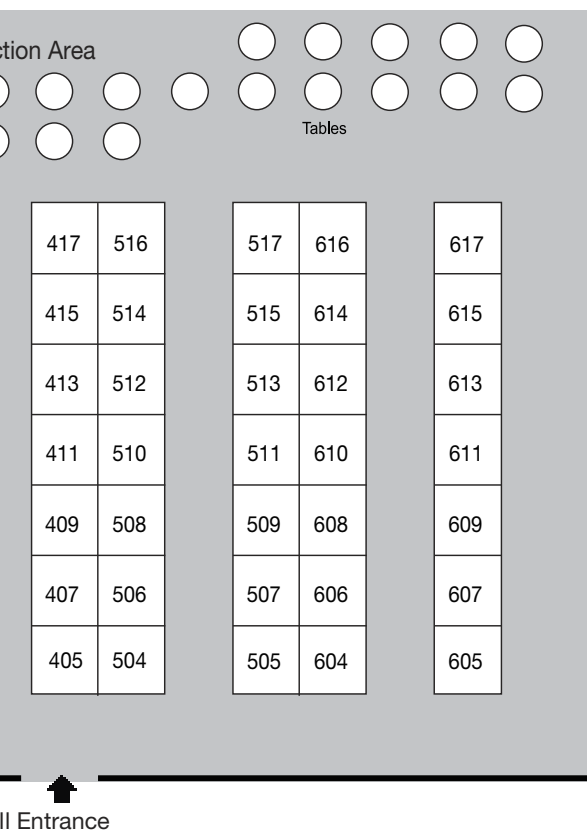 ction Area
Tables
417 516 517 616 617
415 514 515 614 615
413 512 513 612 613
411 510 511 610 611
409 508 509 608 609
407 506 507 606 607
405 504 505 604 605
ll Entrance